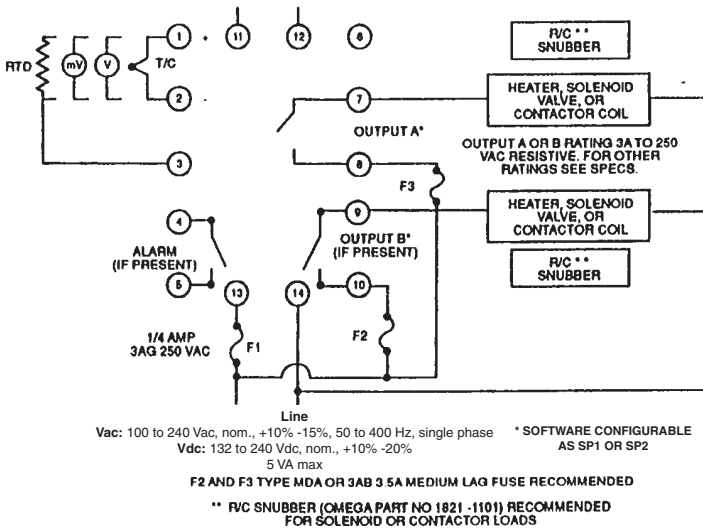 1 + 11 12 6
R/C **
SNUBBER
RTD mV V T/C
2 - 7
HEATER, SOLENOID
VALVE, OR
CONTACTOR COIL
OUTPUT A*
OUTPUT A OR B RATING 3A TO 250
VAC RESISTIVE. FOR OTHER
RATINGS SEE SPECS.
3 8
F3
4 9
HEATER, SOLENOID
VALVE, OR
CONTACTOR COIL
ALARM
(IF PRESENT)
OUTPUT B*
(IF PRESENT)
R/C **
SNUBBER
5 13 14 10
1/4 AMP
3AG 250 VAC
F1 F2
Line
Vac: 100 to 240 Vac, nom., +10% -15%, 50 to 400 Hz, single phase
Vdc: 132 to 240 Vdc, nom., +10% -20%
5 VA max
* SOFTWARE CONFIGURABLE
AS SP1 OR SP2
F2 AND F3 TYPE MDA OR 3AB 3.5A MEDIUM LAG FUSE RECOMMENDED
** R/C SNUBBER (OMEGA PART NO 1821 -1101) RECOMMENDED
FOR SOLENOID OR CONTACTOR LOADS